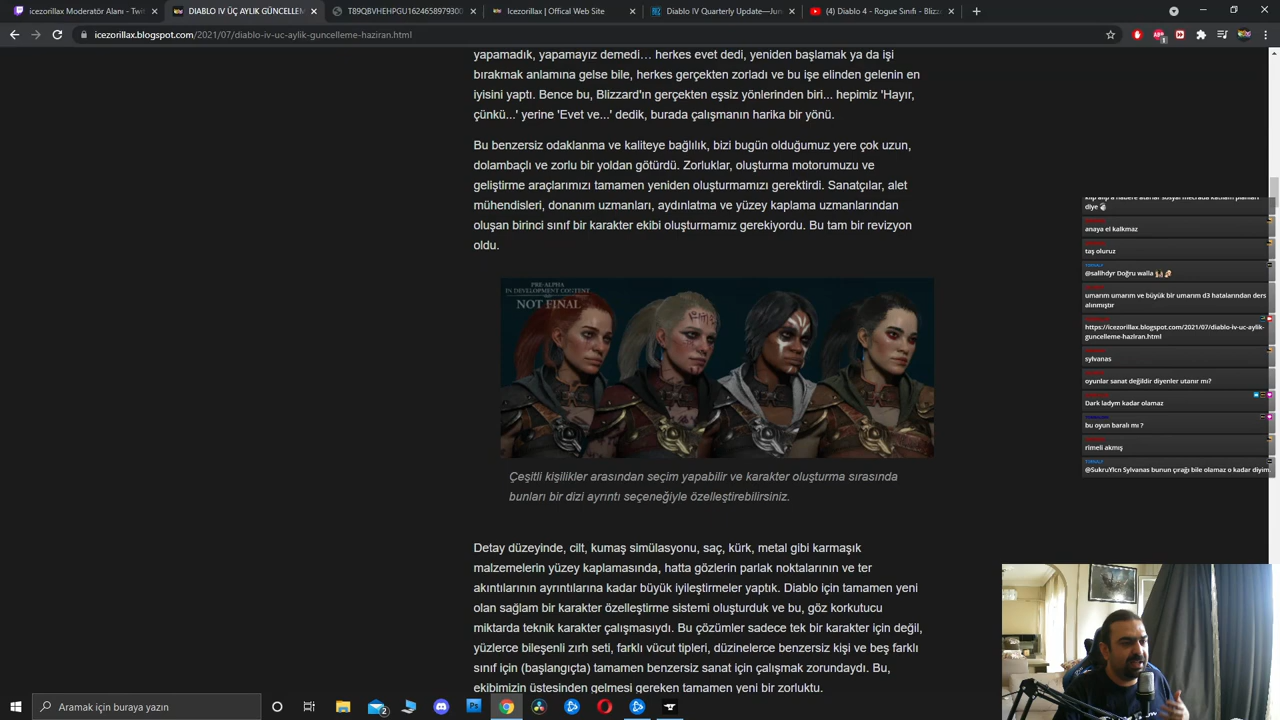 icezorillax Moderatör Alanı - Twit
DIABLO IV ÜÇ AYLIK GÜNCELLEM
T89QBVHEHPGU1624658979300
Icezorillax | Offical Web Site
Diablo IV Quarterly Update—Jun
(4) Diablo 4 - Rogue Sınıfı - Blizz
icezorillax.blogspot.com/2021/07/diablo-iv-uc-aylik-guncelleme-haziran.html
yapamadık, yapamayız demedi… herkes evet dedi, yeniden başlamak ya da işi
bırakmak anlamına gelse bile, herkes gerçekten zorladı ve bu işe elinden gelenin en
iyisini yaptı. Bence bu, Blizzard'ın gerçekten eşsiz yönlerinden biri... hepimiz 'Hayır,
çünkü...' yerine 'Evet ve...' dedik, burada çalışmanın harika bir yönü.
Bu benzersiz odaklanma ve kaliteye bağlılık, bizi bugün olduğumuz yere çok uzun,
dolambaçlı ve zorlu bir yoldan götürdü. Zorluklar, oluşturma motorumuzu ve
geliştirme araçlarımızı tamamen yeniden oluşturmamızı gerektirdi. Sanatçılar, alet
mühendisleri, donanım uzmanları, aydınlatma ve yüzey kaplama uzmanlarından
oluşan birinci sınıf bir karakter ekibi oluşturmamız gerekiyordu. Bu tam bir revizyon
oldu.
PRE-ALPHA
IN DEVELOPMENT CONTENT
NOT FINAL
Çeşitli kişilikler arasından seçim yapabilir ve karakter oluşturma sırasında
bunları bir dizi ayrıntı seçeneğiyle özelleştirebilirsiniz.
Detay düzeyinde, cilt, kumaş simülasyonu, saç, kürk, metal gibi karmaşık
malzemelerin yüzey kaplamasında, hatta gözlerin parlak noktalarının ve ter
akıntılarının ayrıntılarına kadar büyük iyileştirmeler yaptık. Diablo için tamamen yeni
olan sağlam bir karakter özelleştirme sistemi oluşturduk ve bu, göz korkutucu
miktarda teknik karakter çalışmasıydı. Bu çözümler sadece tek bir karakter için değil,
yüzlerce bileşenli zırh seti, farklı vücut tipleri, düzinelerce benzersiz kişi ve beş farklı
sınıf için (başlangıçta) tamamen benzersiz sanat için çalışmak zorundaydı. Bu,
ekibimizin üstesinden gelmesi gereken tamamen yeni bir zorluktu.
diye
anaya el kalkmaz
taş oluruz
@salihdyr Doğru walla
umarım umarım ve büyük bir umarım d3 hatalarından ders
alınmıştır
https://icezorillax.blogspot.com/2021/07/diablo-iv-uc-aylik-
guncelleme-haziran.html
sylvanas
oyunlar sanat değildir diyenler utanır mı?
Dark ladym kadar olamaz
bu oyun baralı mı ?
rimeli akmış
@SukruYlcn Sylvanas bunun çırağı bile olamaz o kadar diyim.
Aramak için buraya yazın
2